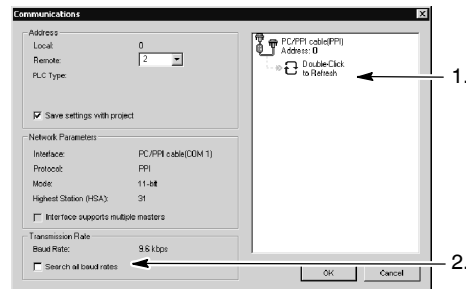 Communications
Address
Local: 0
Remote: 2
PLC Type:
Save settings with project
Network Parameters
Interface: PC/PPI cable(COM 1)
Protocol: PPI
Mode: 11-bit
Highest Station (HSA): 31
Interface supports multiple masters
Transmission Rate
Baud Rate: 9.6 kbps
Search all baud rates
PC/PPI cable(PPI)
Address: 0
Double-Click
to Refresh
1.
2.
OK
Cancel